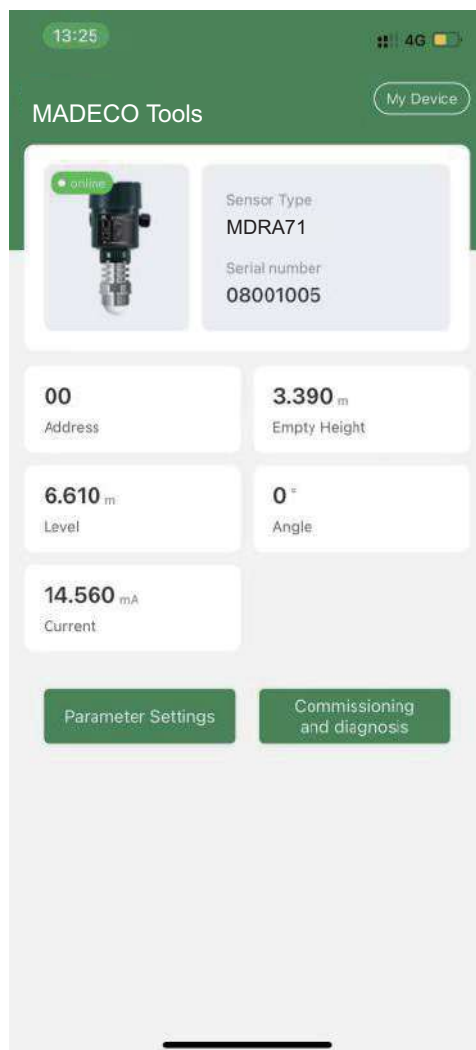 13:25
4G
MADECO Tools
My Device
online
Sensor Type
MDRA71
Serial number
08001005
00
Address
3.390 m
Empty Height
6.610 m
Level
0 °
Angle
14.560 mA
Current
Parameter Settings
Commissioning
and diagnosis